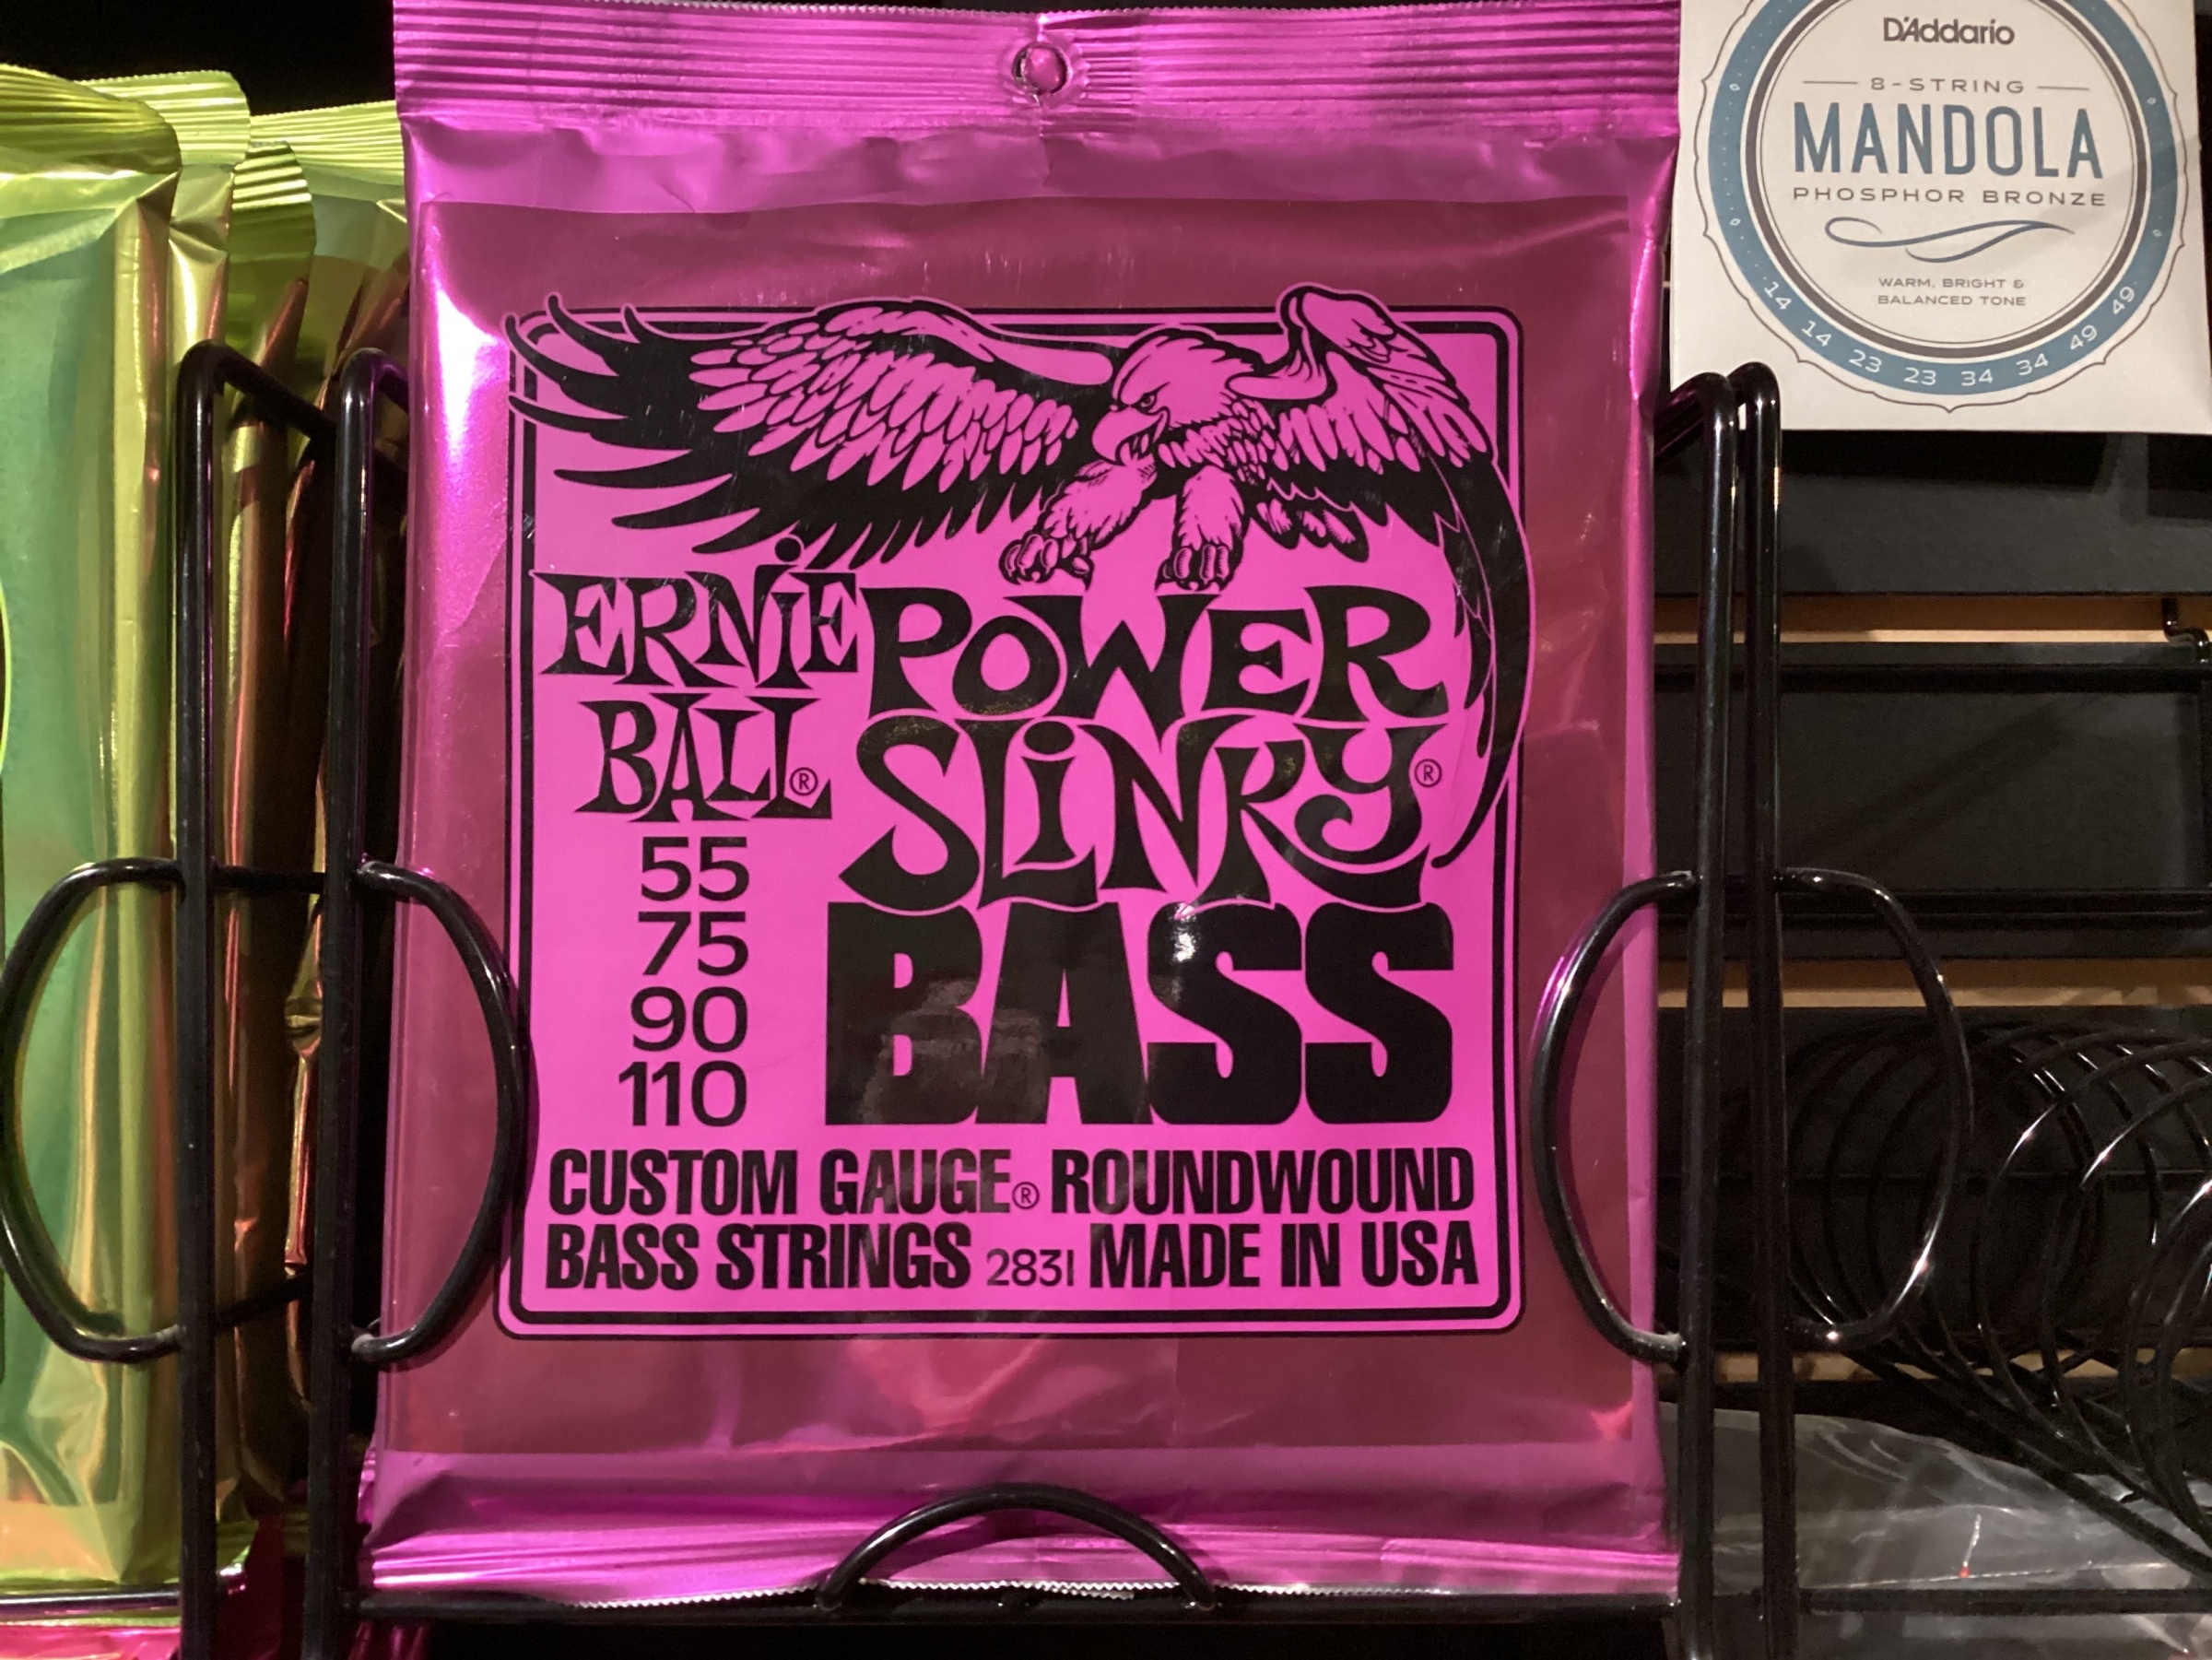 ERNiE
BALL®
POWER
SLiNKY®
BASS
55
75
90
110
CUSTOM GAUGE® ROUNDWOUND
BASS STRINGS 2831 MADE IN USA
D'Addario
8-STRING
MANDOLA
PHOSPHOR BRONZE
WARM, BRIGHT &
BALANCED TONE
14 14 23 23 34 34 49 49